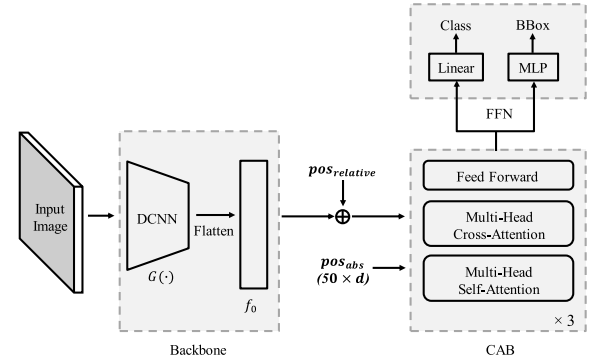 Class
BBox
Linear
MLP
FFN
pos_relative
Feed Forward
Input
Image
DCNN
Flatten
Multi-Head
Cross-Attention
G(·)
pos_abs
(50 × d)
Multi-Head
Self-Attention
f_0
× 3
Backbone
CAB